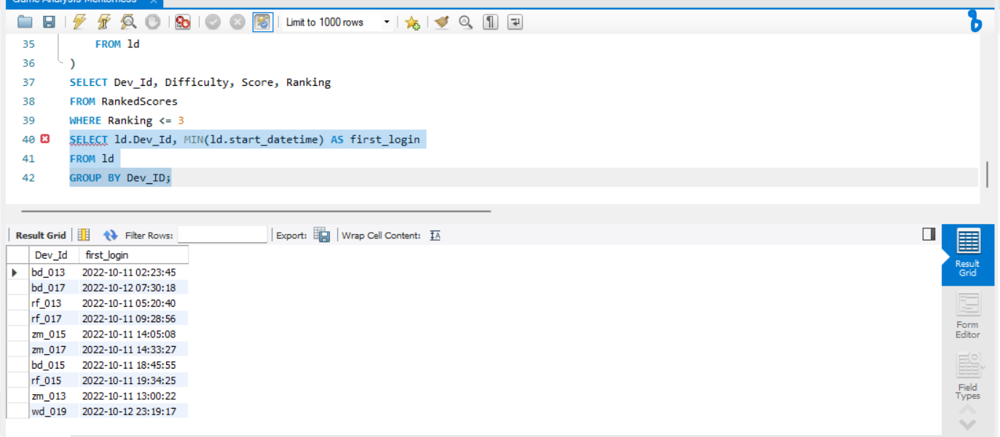 Game Analysis-Mentorness ×
Limit to 1000 rows
35 FROM ld
36 )
37 SELECT Dev_Id, Difficulty, Score, Ranking
38 FROM RankedScores
39 WHERE Ranking <= 3
40 SELECT ld.Dev_Id, MIN(ld.start_datetime) AS first_login
41 FROM ld
42 GROUP BY Dev_ID;
Result Grid Filter Rows: Export: Wrap Cell Content:
Dev_Id first_login
bd_013 2022-10-11 02:23:45
bd_017 2022-10-12 07:30:18
rf_013 2022-10-11 05:20:40
rf_017 2022-10-11 09:28:56
zm_015 2022-10-11 14:05:08
zm_017 2022-10-11 14:33:27
bd_015 2022-10-11 18:45:55
rf_015 2022-10-11 19:34:25
zm_013 2022-10-11 13:00:22
wd_019 2022-10-12 23:19:17
Result
Grid
Form
Editor
Field
Types